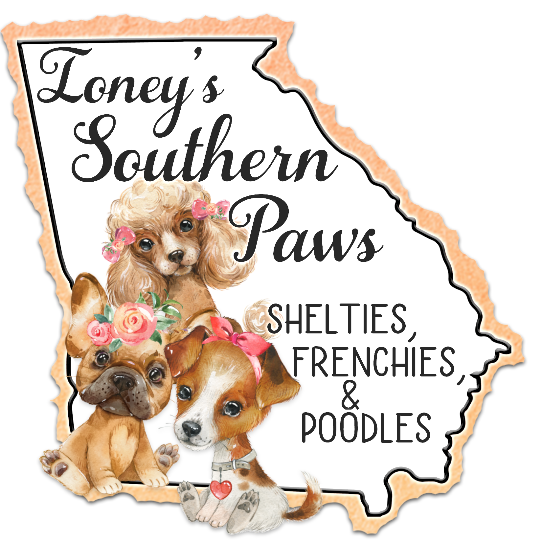 Toney's
Southern
Paws
SHELTIES,
FRENCHIES,
&
POODLES